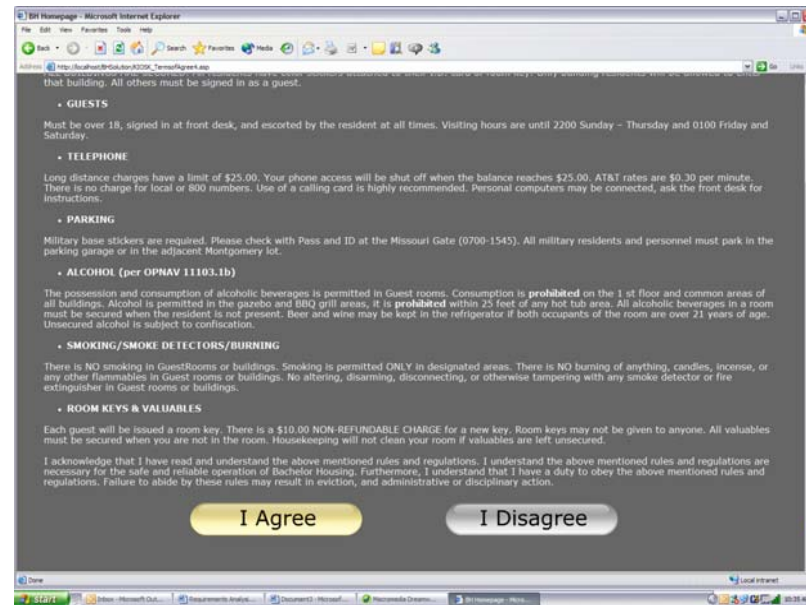 BH Homepage - Microsoft Internet Explorer
File Edit View Favorites Tools Help
Back Search Favorites Media
Address http://localhost/BHSolution/KIOSK_TermsofAgree4.asp Go Links
that building. All others must be signed in as a guest.
• GUESTS
Must be over 18, signed in at front desk, and escorted by the resident at all times. Visiting hours are until 2200 Sunday – Thursday and 0100 Friday and
Saturday.
• TELEPHONE
Long distance charges have a limit of $25.00. Your phone access will be shut off when the balance reaches $25.00. AT&T rates are $0.30 per minute.
There is no charge for local or 800 numbers. Use of a calling card is highly recommended. Personal computers may be connected, ask the front desk for
instructions.
• PARKING
Military base stickers are required. Please check with Pass and ID at the Missouri Gate (0700-1545). All military residents and personnel must park in the
parking garage or in the adjacent Montgomery lot.
• ALCOHOL (per OPNAV 11103.1b)
The possession and consumption of alcoholic beverages is permitted in Guest rooms. Consumption is prohibited on the 1 st floor and common areas of
all buildings. Alcohol is permitted in the gazebo and BBQ grill areas, it is prohibited within 25 feet of any hot tub area. All alcoholic beverages in a room
must be secured when the resident is not present. Beer and wine may be kept in the refrigerator if both occupants of the room are over 21 years of age.
Unsecured alcohol is subject to confiscation.
• SMOKING/SMOKE DETECTORS/BURNING
There is NO smoking in GuestRooms or buildings. Smoking is permitted ONLY in designated areas. There is NO burning of anything, candles, incense, or
any other flammables in Guest rooms or buildings. No altering, disarming, disconnecting, or otherwise tampering with any smoke detector or fire
extinguisher in Guest rooms or buildings.
• ROOM KEYS & VALUABLES
Each guest will be issued a room key. There is a $10.00 NON-REFUNDABLE CHARGE for a new key. Room keys may not be given to anyone. All valuables
must be secured when you are not in the room. Housekeeping will not clean your room if valuables are left unsecured.
I acknowledge that I have read and understand the above mentioned rules and regulations. I understand the above mentioned rules and regulations are
necessary for the safe and reliable operation of Bachelor Housing. Furthermore, I understand that I have a duty to obey the above mentioned rules and
regulations. Failure to abide by these rules may result in eviction, and administrative or disciplinary action.
I Agree I Disagree
Done Local intranet
Start Inbox - Microsoft Out... Requirements Analys... Document3 - Microsof... Macromedia Dreamw... BH Homepage - Micro...